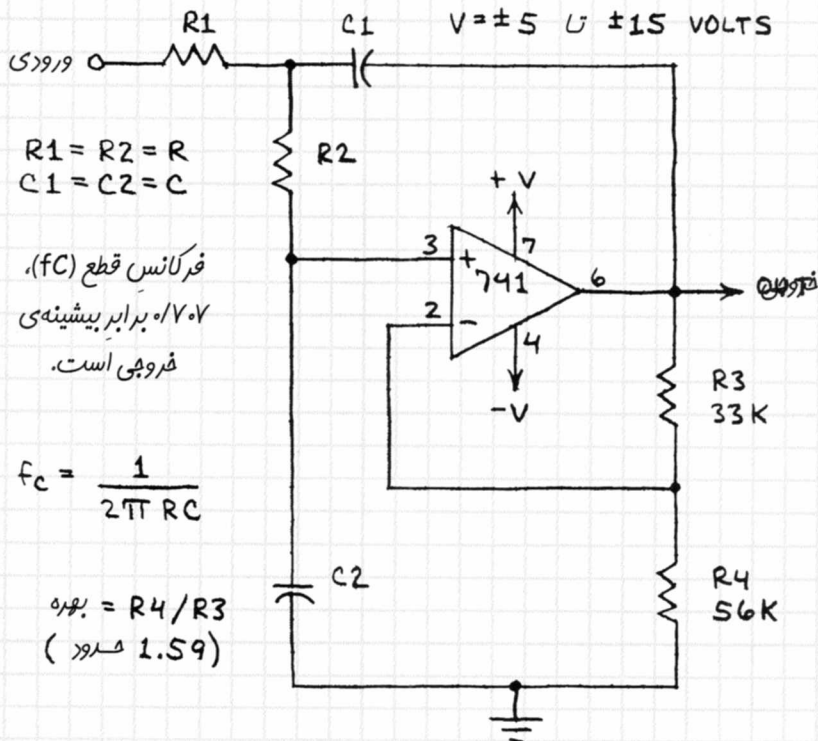 V = ± 5 تا ± 15 VOLTS
R1
C1
ورودی
R1 = R2 = R
C1 = C2 = C
R2
+ V
فرکانسِ قطع (fC)،
۰/۷۰۷ برابرِ بیشینه‌ی
خروجی است.
3
+
7
741
6
2
-
4
-V
R3
33K
fc = 1 / 2π RC
C2
بهره = R4/R3
(حدود 1.59)
R4
56K